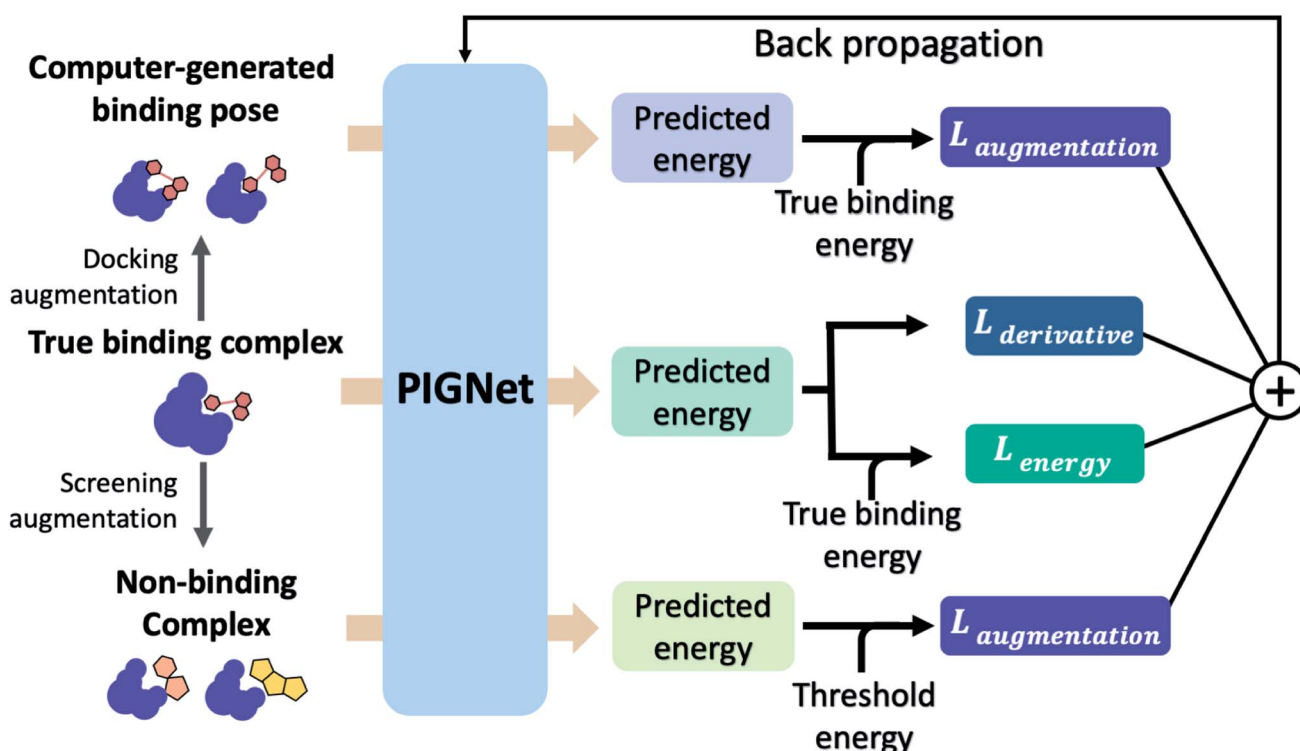 Back propagation
Computer-generated
binding pose
Docking
augmentation
True binding complex
Screening
augmentation
Non-binding
Complex
PIGNet
Predicted
energy
True binding
energy
L augmentation
Predicted
energy
L derivative
True binding
energy
L energy
Predicted
energy
Threshold
energy
L augmentation
+